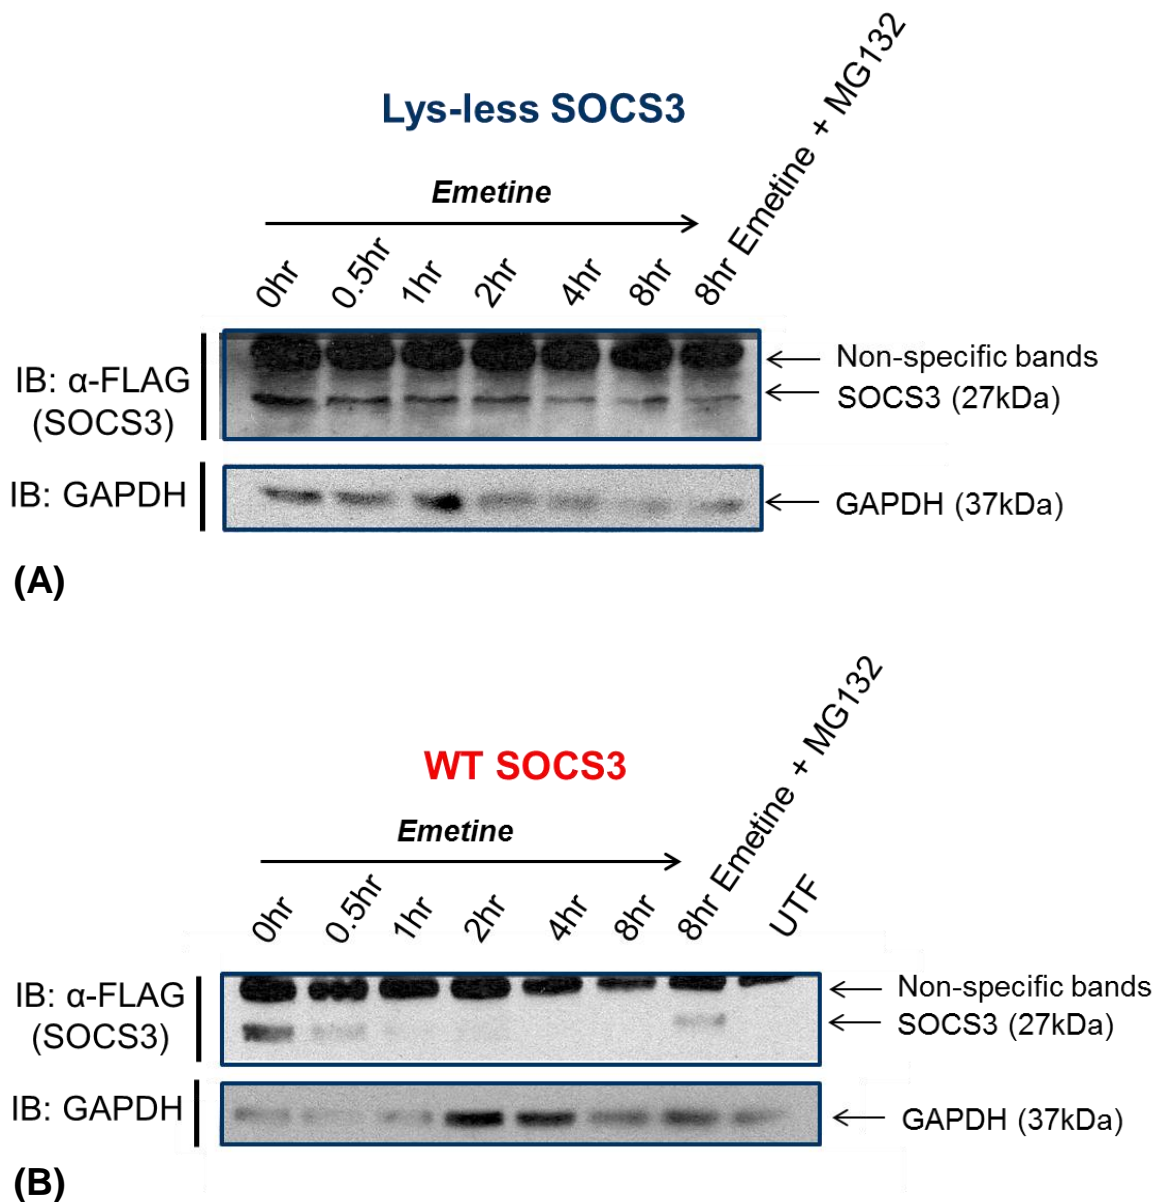 Lys-less SOCS3
Emetine
0hr
0.5hr
1hr
2hr
4hr
8hr
8hr Emetine + MG132
IB: α-FLAG
(SOCS3)
Non-specific bands
SOCS3 (27kDa)
IB: GAPDH
GAPDH (37kDa)
(A)
WT SOCS3
Emetine
0hr
0.5hr
1hr
2hr
4hr
8hr
8hr Emetine + MG132
UTF
IB: α-FLAG
(SOCS3)
Non-specific bands
SOCS3 (27kDa)
IB: GAPDH
GAPDH (37kDa)
(B)